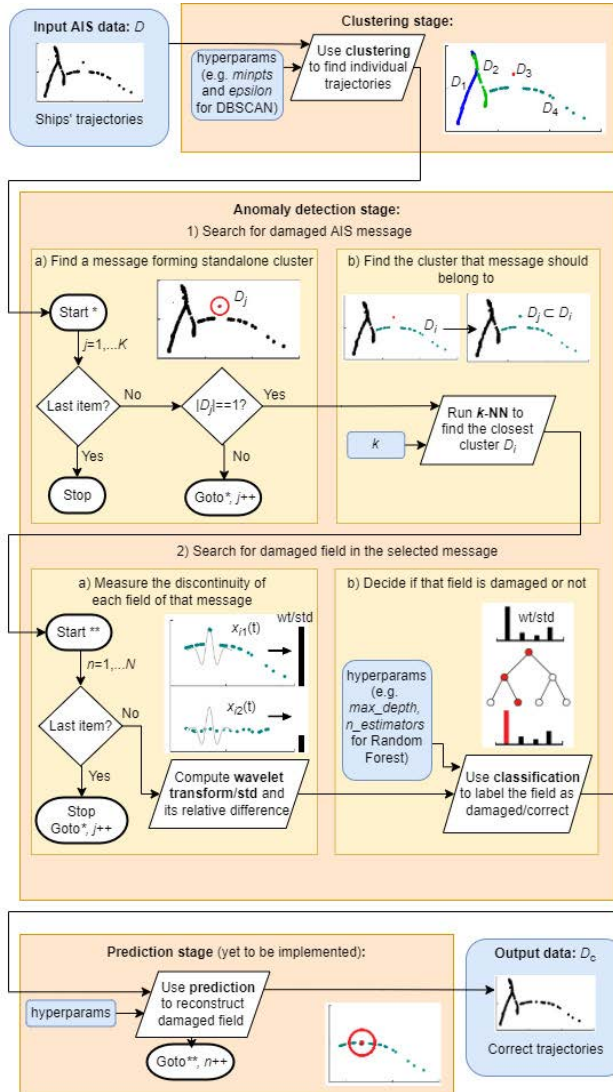 Input AIS data: D
Ships' trajectories
Clustering stage:
hyperparams
(e.g. minpts
and epsilon
for DBSCAN)
Use clustering
to find individual
trajectories
D1
D2
D3
D4
Anomaly detection stage:
1) Search for damaged AIS message
a) Find a message forming standalone cluster
Dj
Start *
j=1,...K
Last item?
No
|Dj|==1?
Yes
Yes
No
Stop
Goto*, j++
b) Find the cluster that message should
belong to
Di
Dj ⊂ Di
k
Run k-NN to
find the closest
cluster Di
2) Search for damaged field in the selected message
a) Measure the discontinuity of
each field of that message
Start **
n=1,...N
Last item?
No
Yes
Stop
Goto*, j++
xi1(t)
wt/std
xi2(t)
Compute wavelet
transform/std and
its relative difference
b) Decide if that field is damaged or not
wt/std
hyperparams
(e.g.
max_depth,
n_estimators
for Random
Forest)
Use classification
to label the field as
damaged/correct
Prediction stage (yet to be implemented):
hyperparams
Use prediction
to reconstruct
damaged field
Goto**, n++
Output data: Dc
Correct trajectories